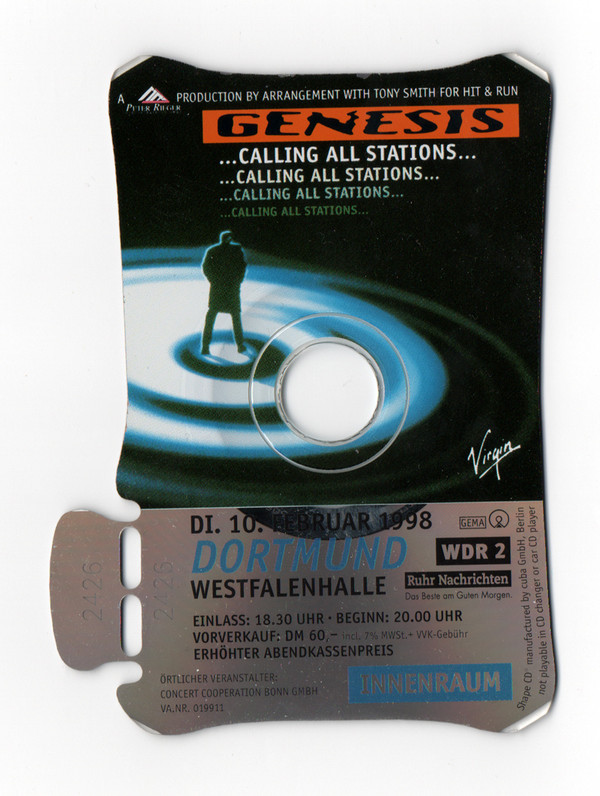 A PETER RIEGER PRODUCTION BY ARRANGEMENT WITH TONY SMITH FOR HIT & RUN
GENESIS
...CALLING ALL STATIONS...
...CALLING ALL STATIONS...
...CALLING ALL STATIONS...
...CALLING ALL STATIONS...
Virgin
DI. 10. FEBRUAR 1998
GEMA
DORTMUND
WDR 2
WESTFALENHALLE
Ruhr Nachrichten
Das Beste am Guten Morgen.
EINLASS: 18.30 UHR · BEGINN: 20.00 UHR
VORVERKAUF: DM 60,– incl. 7% MWSt.+ VVK-Gebühr
ERHÖHTER ABENDKASSENPREIS
ÖRTLICHER VERANSTALTER:
CONCERT COOPERATION BONN GMBH
VA.NR. 019911
INNENRAUM
Shape CD® manufactured by cuba GmbH, Berlin
not playable in CD changer or car CD player
2426
2426